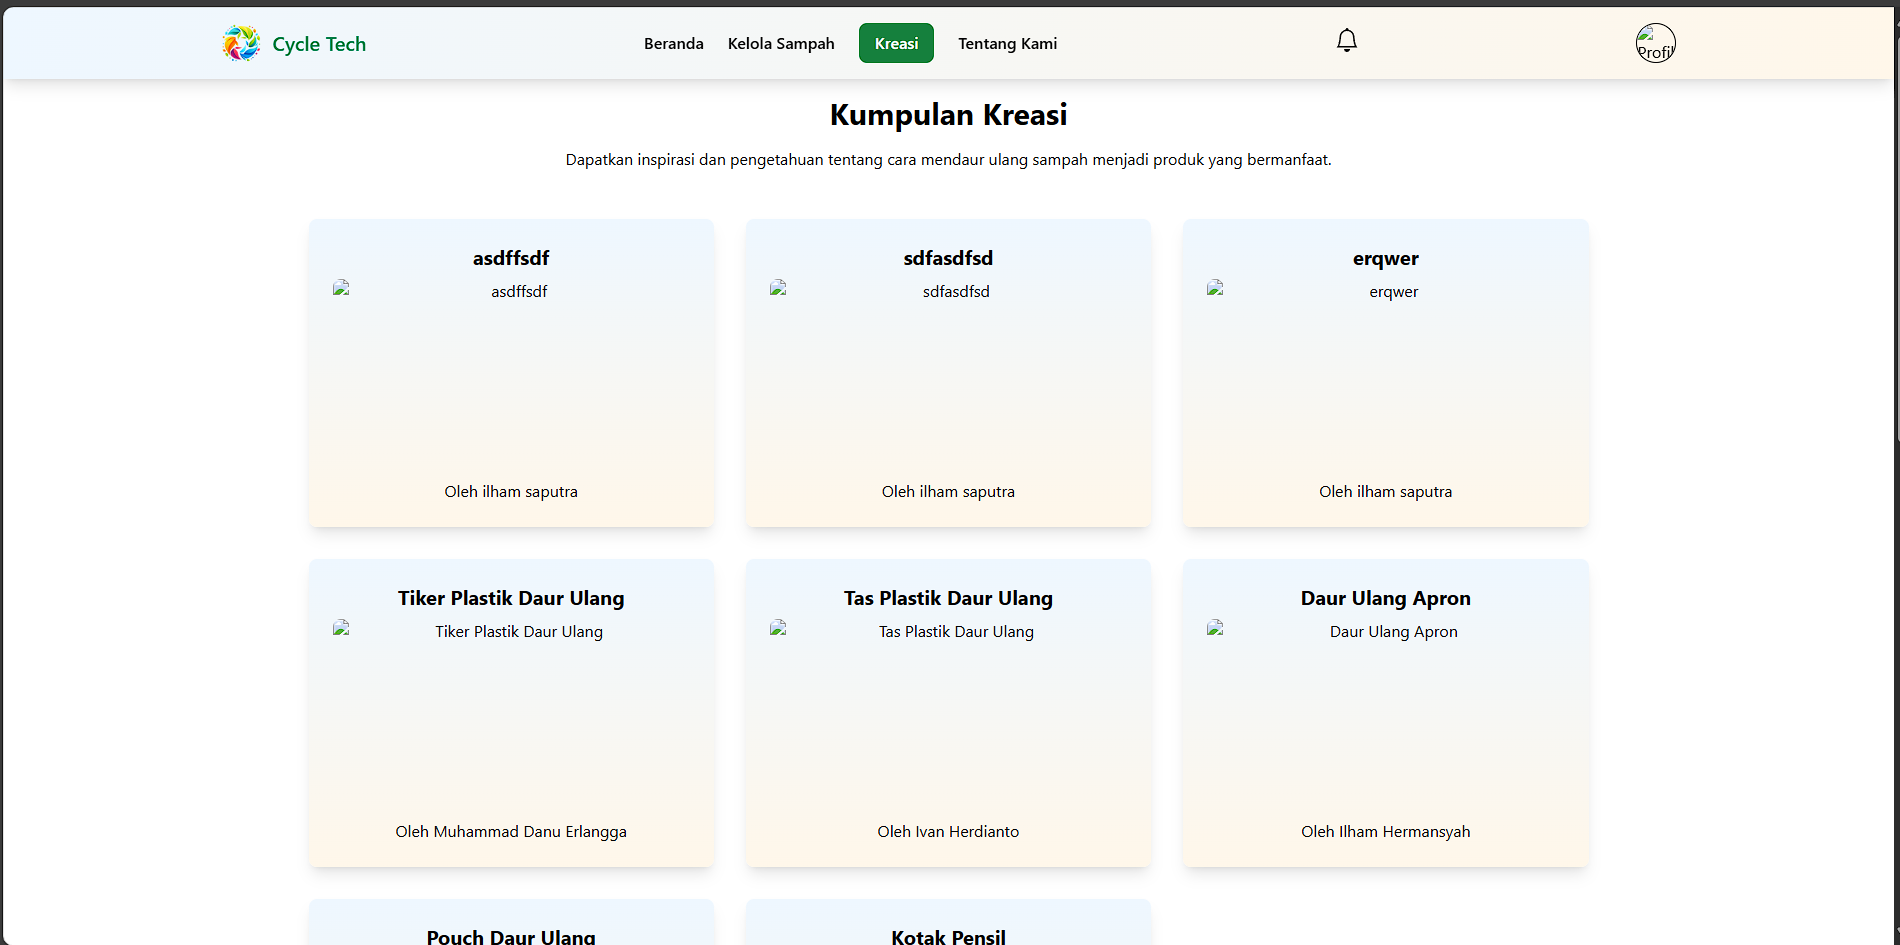 Cycle Tech
Beranda Kelola Sampah Kreasi Tentang Kami
Profil
Kumpulan Kreasi
Dapatkan inspirasi dan pengetahuan tentang cara mendaur ulang sampah menjadi produk yang bermanfaat.
asdffsdf
asdffsdf
Oleh ilham saputra
sdfasdfsd
sdfasdfsd
Oleh ilham saputra
erqwer
erqwer
Oleh ilham saputra
Tiker Plastik Daur Ulang
Tiker Plastik Daur Ulang
Oleh Muhammad Danu Erlangga
Tas Plastik Daur Ulang
Tas Plastik Daur Ulang
Oleh Ivan Herdianto
Daur Ulang Apron
Daur Ulang Apron
Oleh Ilham Hermansyah
Pouch Daur Ulang
Kotak Pensil